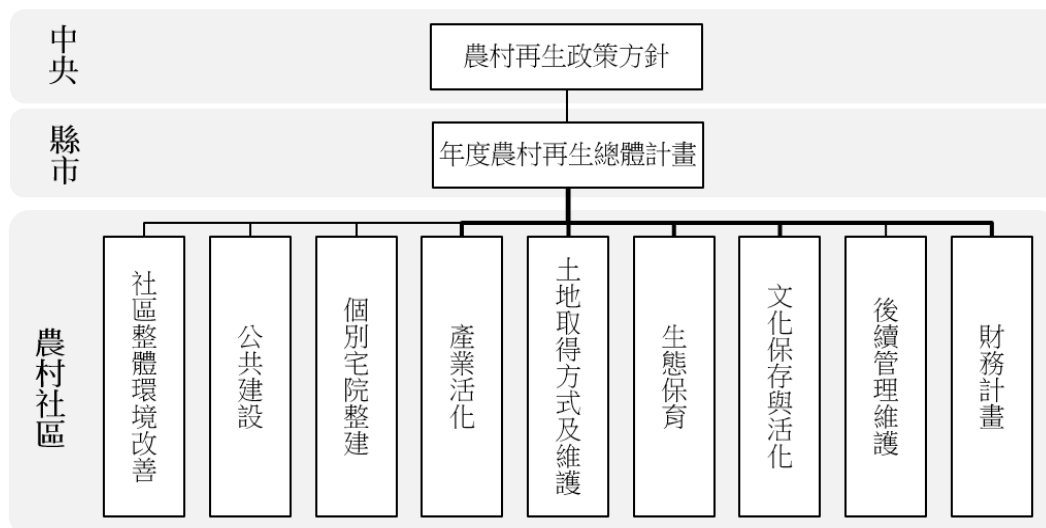 中央
農村再生政策方針
縣市
年度農村再生總體計畫
農村社區
社區整體環境改善
公共建設
個別宅院整建
產業活化
土地取得方式及維護
生態保育
文化保存與活化
後續管理維護
財務計畫